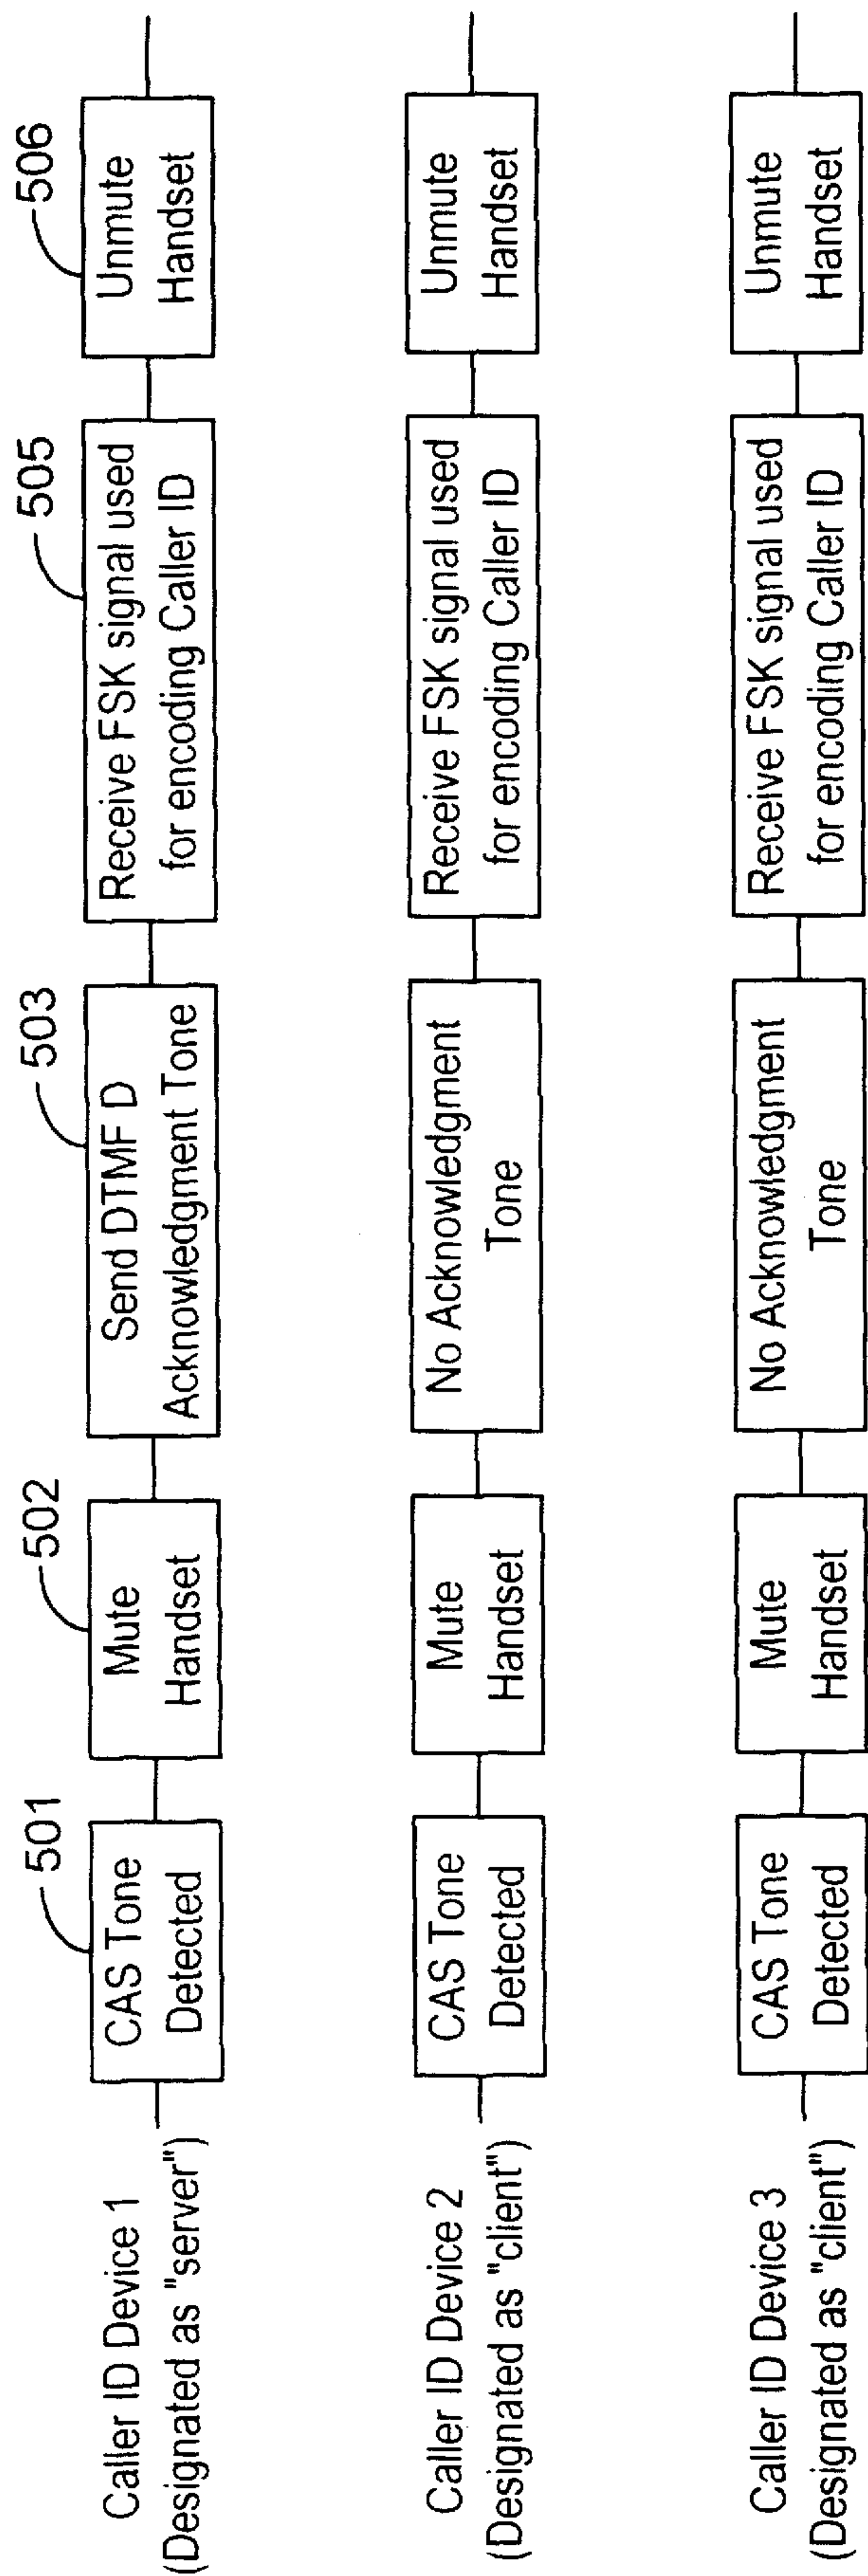 Caller ID Device 1
(Designated as "server")
501
CAS Tone
Detected
502
Mute
Handset
503
Send DTMF D
Acknowledgment Tone
505
Receive FSK signal used
for encoding Caller ID
506
Unmute
Handset
Caller ID Device 2
(Designated as "client")
CAS Tone
Detected
Mute
Handset
No Acknowledgment
Tone
Receive FSK signal used
for encoding Caller ID
Unmute
Handset
Caller ID Device 3
(Designated as "client")
CAS Tone
Detected
Mute
Handset
No Acknowledgment
Tone
Receive FSK signal used
for encoding Caller ID
Unmute
Handset